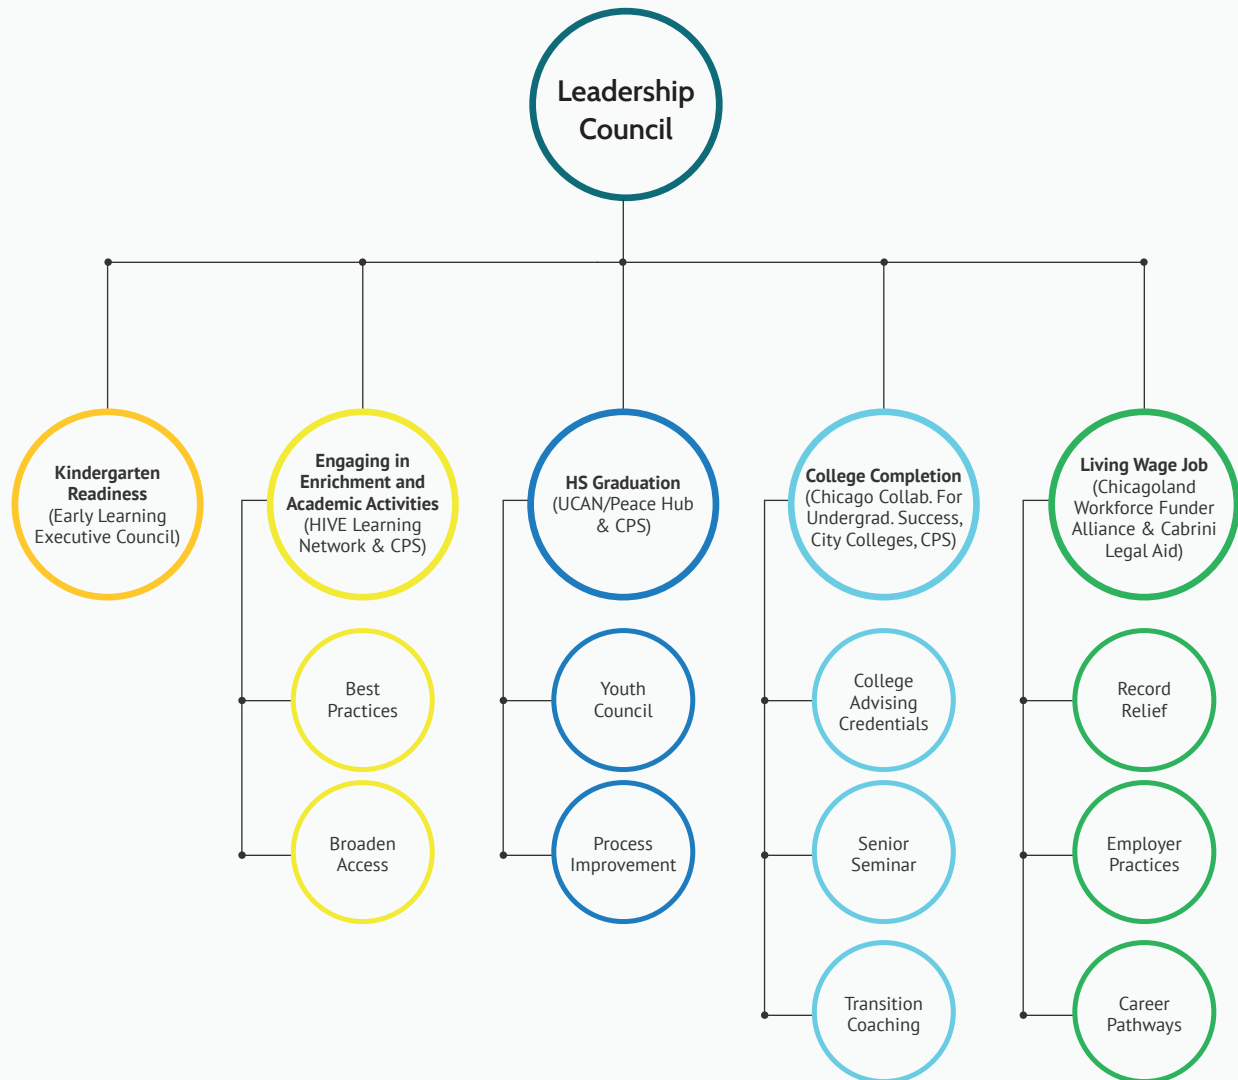 Leadership
Council
Kindergarten
Readiness
(Early Learning
Executive Council)
Engaging in
Enrichment and
Academic Activities
(HIVE Learning
Network & CPS)
HS Graduation
(UCAN/Peace Hub
& CPS)
College Completion
(Chicago Collab. For
Undergrad. Success,
City Colleges, CPS)
Living Wage Job
(Chicagoland
Workforce Funder
Alliance & Cabrini
Legal Aid)
Best
Practices
Youth
Council
College
Advising
Credentials
Record
Relief
Broaden
Access
Process
Improvement
Senior
Seminar
Employer
Practices
Transition
Coaching
Career
Pathways